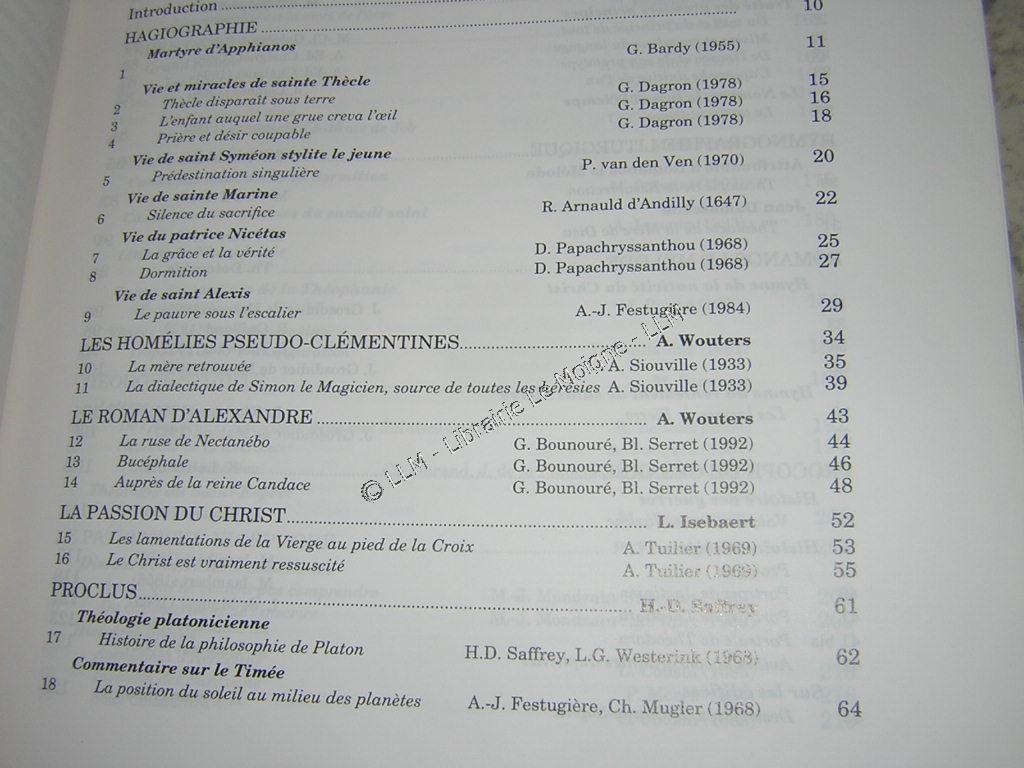 Introduction
HAGIOGRAPHIE ........ 10
Martyre d'Apphianos
1 G. Bardy (1955) 11
Vie et miracles de sainte Thècle
2 Thècle disparaît sous terre G. Dagron (1978) 15
3 L'enfant auquel une grue creva l'œil G. Dagron (1978) 16
4 Prière et désir coupable G. Dagron (1978) 18
Vie de saint Syméon stylite le jeune
5 Prédestination singulière P. van den Ven (1970) 20
Vie de sainte Marine
6 Silence du sacrifice R. Arnauld d'Andilly (1647) 22
Vie du patrice Nicétas
7 La grâce et la vérité D. Papachryssanthou (1968) 25
8 Dormition D. Papachryssanthou (1968) 27
Vie de saint Alexis
9 Le pauvre sous l'escalier A.-J. Festugière (1984) 29
LES HOMÉLIES PSEUDO-CLÉMENTINES........ A. Wouters 34
10 La mère retrouvée A. Siouville (1933) 35
11 La dialectique de Simon le Magicien, source de toutes les hérésies A. Siouville (1933) 39
LE ROMAN D'ALEXANDRE ........ A. Wouters 43
12 La ruse de Nectanébo G. Bounouré, Bl. Serret (1992) 44
13 Bucéphale G. Bounouré, Bl. Serret (1992) 46
14 Auprès de la reine Candace G. Bounouré, Bl. Serret (1992) 48
LA PASSION DU CHRIST........ L. Isebaert 52
15 Les lamentations de la Vierge au pied de la Croix A. Tuilier (1969) 53
16 Le Christ est vraiment ressuscité A. Tuilier (1969) 55
PROCLUS........ H.-D. Saffrey 61
Théologie platonicienne
17 Histoire de la philosophie de Platon H.D. Saffrey, L.G. Westerink (1968) 62
Commentaire sur le Timée
18 La position du soleil au milieu des planètes A.-J. Festugière, Ch. Mugler (1968) 64
© LLM - Librairie Le Moigne - LLM